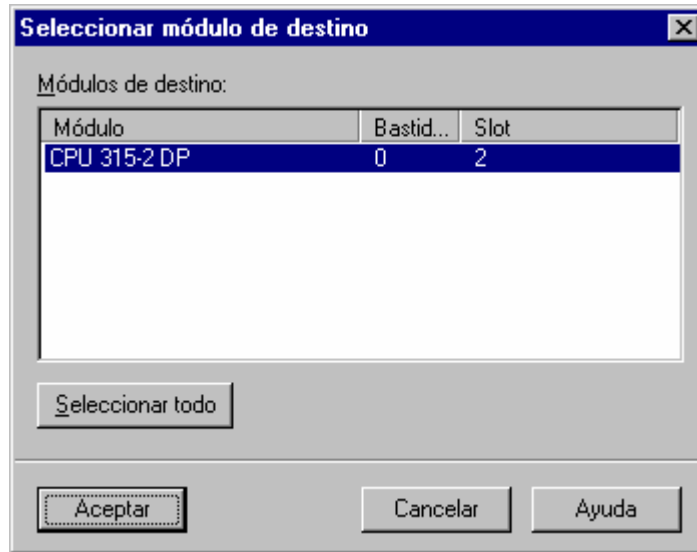 Seleccionar módulo de destino
Módulos de destino:
Módulo Bastid... Slot
CPU 315-2 DP 0 2
Seleccionar todo
Aceptar Cancelar Ayuda